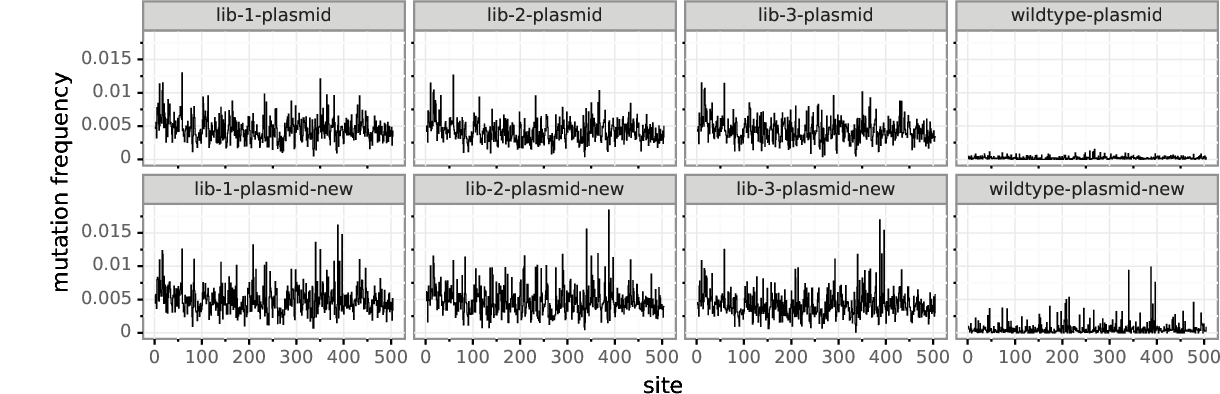 lib-1-plasmid lib-2-plasmid lib-3-plasmid wildtype-plasmid
0.015
0.01
0.005
0
mutation frequency
lib-1-plasmid-new lib-2-plasmid-new lib-3-plasmid-new wildtype-plasmid-new
0.015
0.01
0.005
0
0 100 200 300 400 500 0 100 200 300 400 500 0 100 200 300 400 500 0 100 200 300 400 500
site